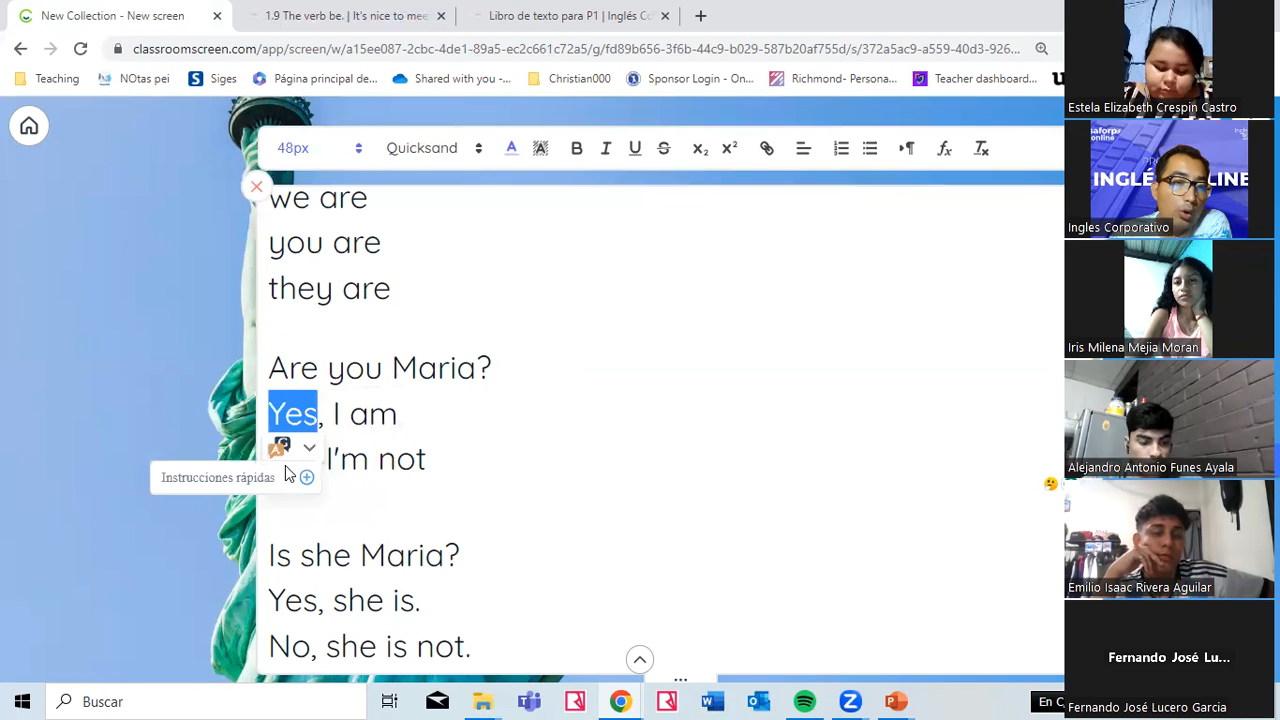 New Collection - New screen
1.9 The verb be. | It's nice to mee
Libro de texto para P1 | Inglés Co
classroomscreen.com/app/screen/w/a15ee087-2cbc-4de1-89a5-ec2c661c72a5/g/fd89b656-3f6b-44c9-b029-587b20af755d/s/372a5ac9-a559-40d3-926...
Teaching
NOtas pei
Siges
Página principal de...
Shared with you -...
Christian000
Sponsor Login - On...
Richmond- Persona...
Teacher dashboard...
48px
Quicksand
we are
you are
they are
Are you Maria?
Yes, I am
I'm not
Instrucciones rápidas
Is she Maria?
Yes, she is.
No, she is not.
Buscar
Estela Elizabeth Crespin Castro
INGLÉ
LINE
Ingles Corporativo
Iris Milena Mejia Moran
Alejandro Antonio Funes Ayala
Emilio Isaac Rivera Aguilar
Fernando José Lu...
Fernando José Lucero Garcia